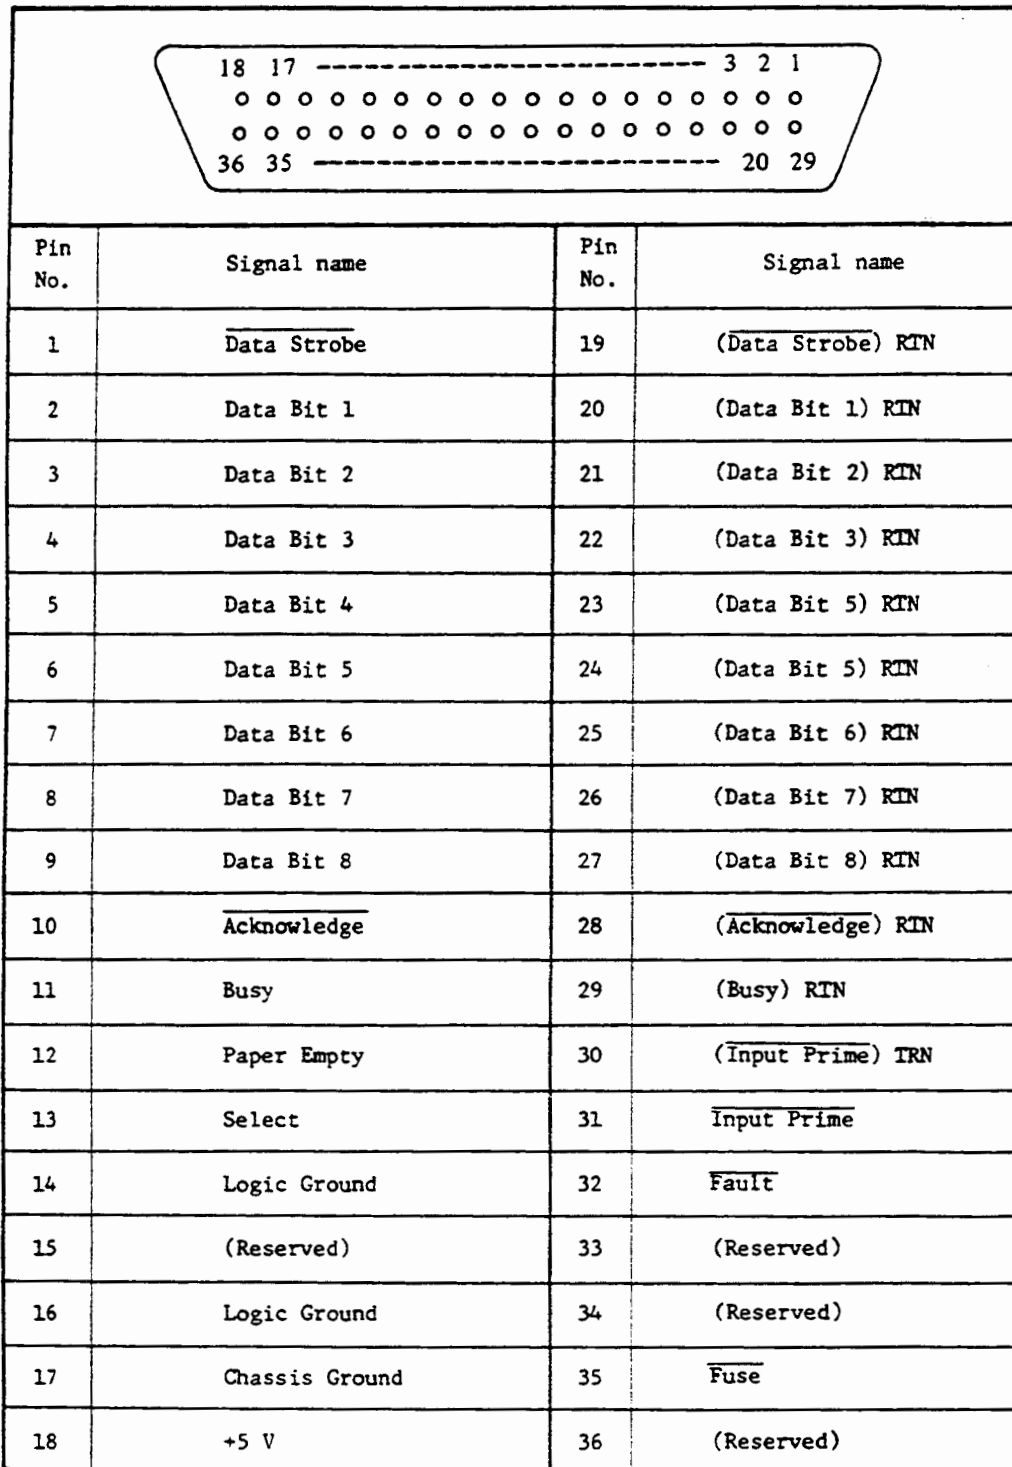 18 17 ------------------------ 3 2 1
36 35 ------------------------- 20 29
Pin No. Signal name Pin No. Signal name
1 Data Strobe 19 (Data Strobe) RTN
2 Data Bit 1 20 (Data Bit 1) RTN
3 Data Bit 2 21 (Data Bit 2) RTN
4 Data Bit 3 22 (Data Bit 3) RTN
5 Data Bit 4 23 (Data Bit 5) RTN
6 Data Bit 5 24 (Data Bit 5) RTN
7 Data Bit 6 25 (Data Bit 6) RTN
8 Data Bit 7 26 (Data Bit 7) RTN
9 Data Bit 8 27 (Data Bit 8) RTN
10 Acknowledge 28 (Acknowledge) RTN
11 Busy 29 (Busy) RTN
12 Paper Empty 30 (Input Prime) TRN
13 Select 31 Input Prime
14 Logic Ground 32 Fault
15 (Reserved) 33 (Reserved)
16 Logic Ground 34 (Reserved)
17 Chassis Ground 35 Fuse
18 +5 V 36 (Reserved)